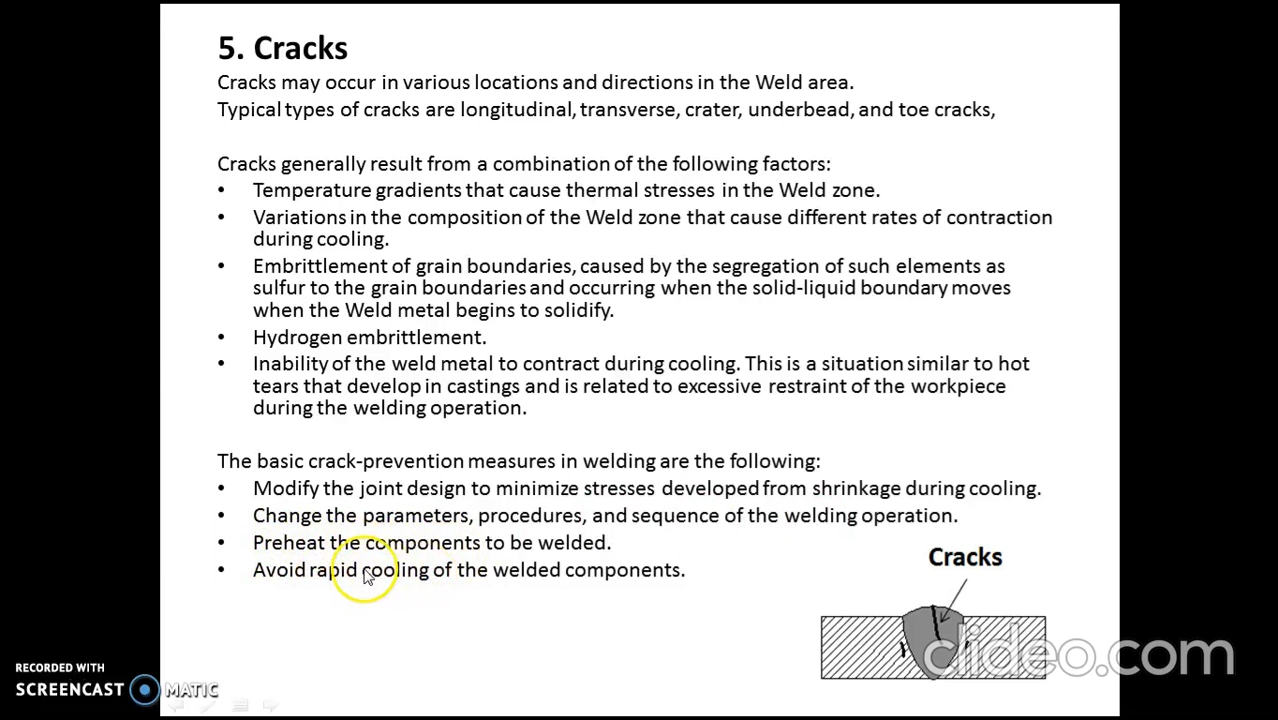 5. Cracks
Cracks may occur in various locations and directions in the Weld area.
Typical types of cracks are longitudinal, transverse, crater, underbead, and toe cracks,
Cracks generally result from a combination of the following factors:
• Temperature gradients that cause thermal stresses in the Weld zone.
• Variations in the composition of the Weld zone that cause different rates of contraction
during cooling.
• Embrittlement of grain boundaries, caused by the segregation of such elements as
sulfur to the grain boundaries and occurring when the solid-liquid boundary moves
when the Weld metal begins to solidify.
• Hydrogen embrittlement.
• Inability of the weld metal to contract during cooling. This is a situation similar to hot
tears that develop in castings and is related to excessive restraint of the workpiece
during the welding operation.
The basic crack-prevention measures in welding are the following:
• Modify the joint design to minimize stresses developed from shrinkage during cooling.
• Change the parameters, procedures, and sequence of the welding operation.
• Preheat the components to be welded.
• Avoid rapid cooling of the welded components.
Cracks
clideo.com
RECORDED WITH
SCREENCAST MATIC